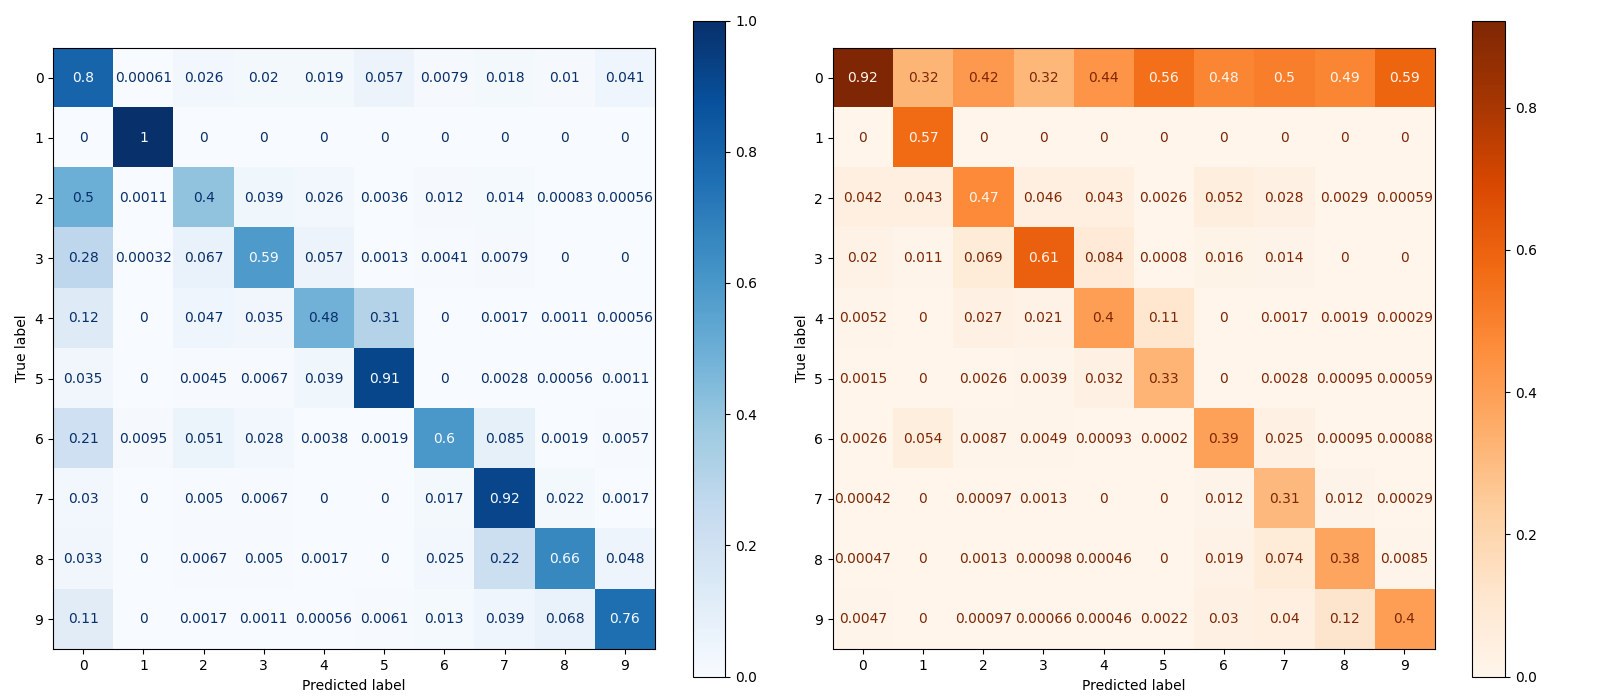 0 0.8 0.00061 0.026 0.02 0.019 0.057 0.0079 0.018 0.01 0.041
1 0 1 0 0 0 0 0 0 0 0
2 0.5 0.0011 0.4 0.039 0.026 0.0036 0.012 0.014 0.00083 0.00056
3 0.28 0.00032 0.067 0.59 0.057 0.0013 0.0041 0.0079 0 0
4 0.12 0 0.047 0.035 0.48 0.31 0 0.0017 0.0011 0.00056
5 0.035 0 0.0045 0.0067 0.039 0.91 0 0.0028 0.00056 0.0011
6 0.21 0.0095 0.051 0.028 0.0038 0.0019 0.6 0.085 0.0019 0.0057
7 0.03 0 0.005 0.0067 0 0 0.017 0.92 0.022 0.0017
8 0.033 0 0.0067 0.005 0.0017 0 0.025 0.22 0.66 0.048
9 0.11 0 0.0017 0.0011 0.00056 0.0061 0.013 0.039 0.068 0.76
0 1 2 3 4 5 6 7 8 9
True label
Predicted label
1.0
0.8
0.6
0.4
0.2
0.0
0 0.92 0.32 0.42 0.32 0.44 0.56 0.48 0.5 0.49 0.59
1 0 0.57 0 0 0 0 0 0 0 0
2 0.042 0.043 0.47 0.046 0.043 0.0026 0.052 0.028 0.0029 0.00059
3 0.02 0.011 0.069 0.61 0.084 0.0008 0.016 0.014 0 0
4 0.0052 0 0.027 0.021 0.4 0.11 0 0.0017 0.0019 0.00029
5 0.0015 0 0.0026 0.0039 0.032 0.33 0 0.0028 0.00095 0.00059
6 0.0026 0.054 0.0087 0.0049 0.00093 0.0002 0.39 0.025 0.00095 0.00088
7 0.00042 0 0.00097 0.0013 0 0 0.012 0.31 0.012 0.00029
8 0.00047 0 0.0013 0.00098 0.00046 0 0.019 0.074 0.38 0.0085
9 0.0047 0 0.00097 0.00066 0.00046 0.0022 0.03 0.04 0.12 0.4
0 1 2 3 4 5 6 7 8 9
True label
Predicted label
0.8
0.6
0.4
0.2
0.0